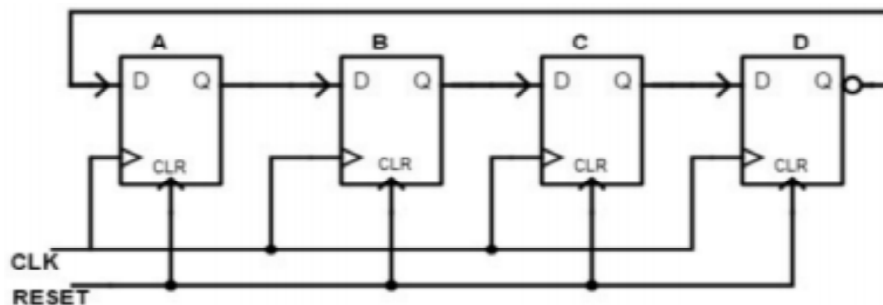 A B C D
D Q D Q D Q D Q
CLR CLR CLR CLR
CLK
RESET